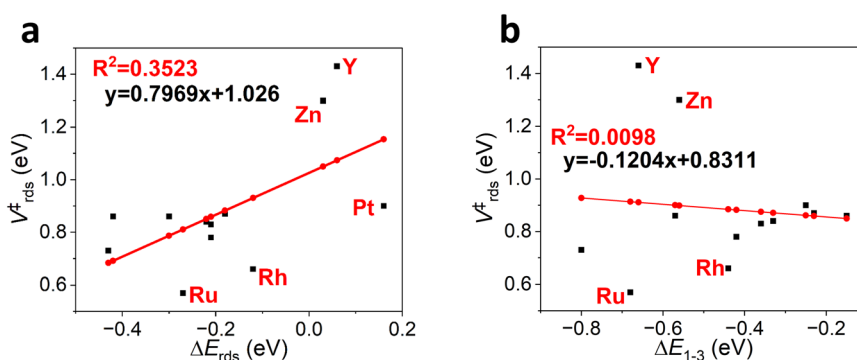 a
R²=0.3523
y=0.7969x+1.026
Y
Zn
Pt
Rh
Ru
1.4
1.2
1.0
0.8
0.6
V‡rds (eV)
−0.4
−0.2
0.0
0.2
ΔErds (eV)
b
Y
Zn
R²=0.0098
y=-0.1204x+0.8311
Rh
Ru
1.4
1.2
1.0
0.8
0.6
V‡rds (eV)
−0.8
−0.6
−0.4
−0.2
ΔE1-3 (eV)